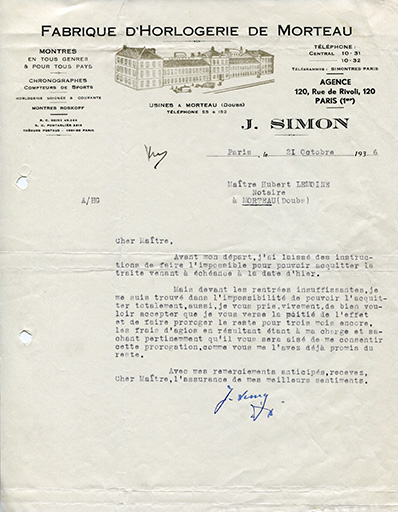 FABRIQUE D'HORLOGERIE DE MORTEAU
MONTRES
EN TOUS GENRES
& POUR TOUS PAYS
CHRONOGRAPHES
COMPTEURS DE SPORTS
HORLOGERIE SOIGNÉE & COURANTE
MONTRES ROSKOPF
USINES À MORTEAU (DOUBS)
TÉLÉPHONE 55 & 152
TÉLÉPHONE:
CENTRAL 10-31
10-32
TÉLÉGRAMMES: SIMONTRES PARIS
AGENCE
120, Rue de Rivoli, 120
PARIS (1er)
J. SIMON
Paris, le 21 Octobre 1936
Maître Hubert LEMOINE
Notaire
à MORTEAU(Doubs)
A/HG
Cher Maître,
Avant mon départ,j'ai laissé des instruc-
tions de faire l'impossible pour pouvoir acquitter la
traite venant à échéance à la date d'hier.
Mais devant les rentrées insuffissantes,je
me suis trouvé dans l'impossibilité de pouvoir l'acquit-
ter totalement,aussi,je vous prie,vivement,de bien vou-
loir accepter que je vous verse la moitié de l'effet
et de faire proroger le reste pour trois mois encore,
les frais d'agios en résultant étant à ma charge et sa-
chant pertinemment qu'il vous sera aisé de me consentir
cette prorogation,comme vous me l'avez déjà promis du
reste.
Avec mes remerciements anticipés,recevez,
Cher Maître,l'assurance de mes meilleurs sentiments.